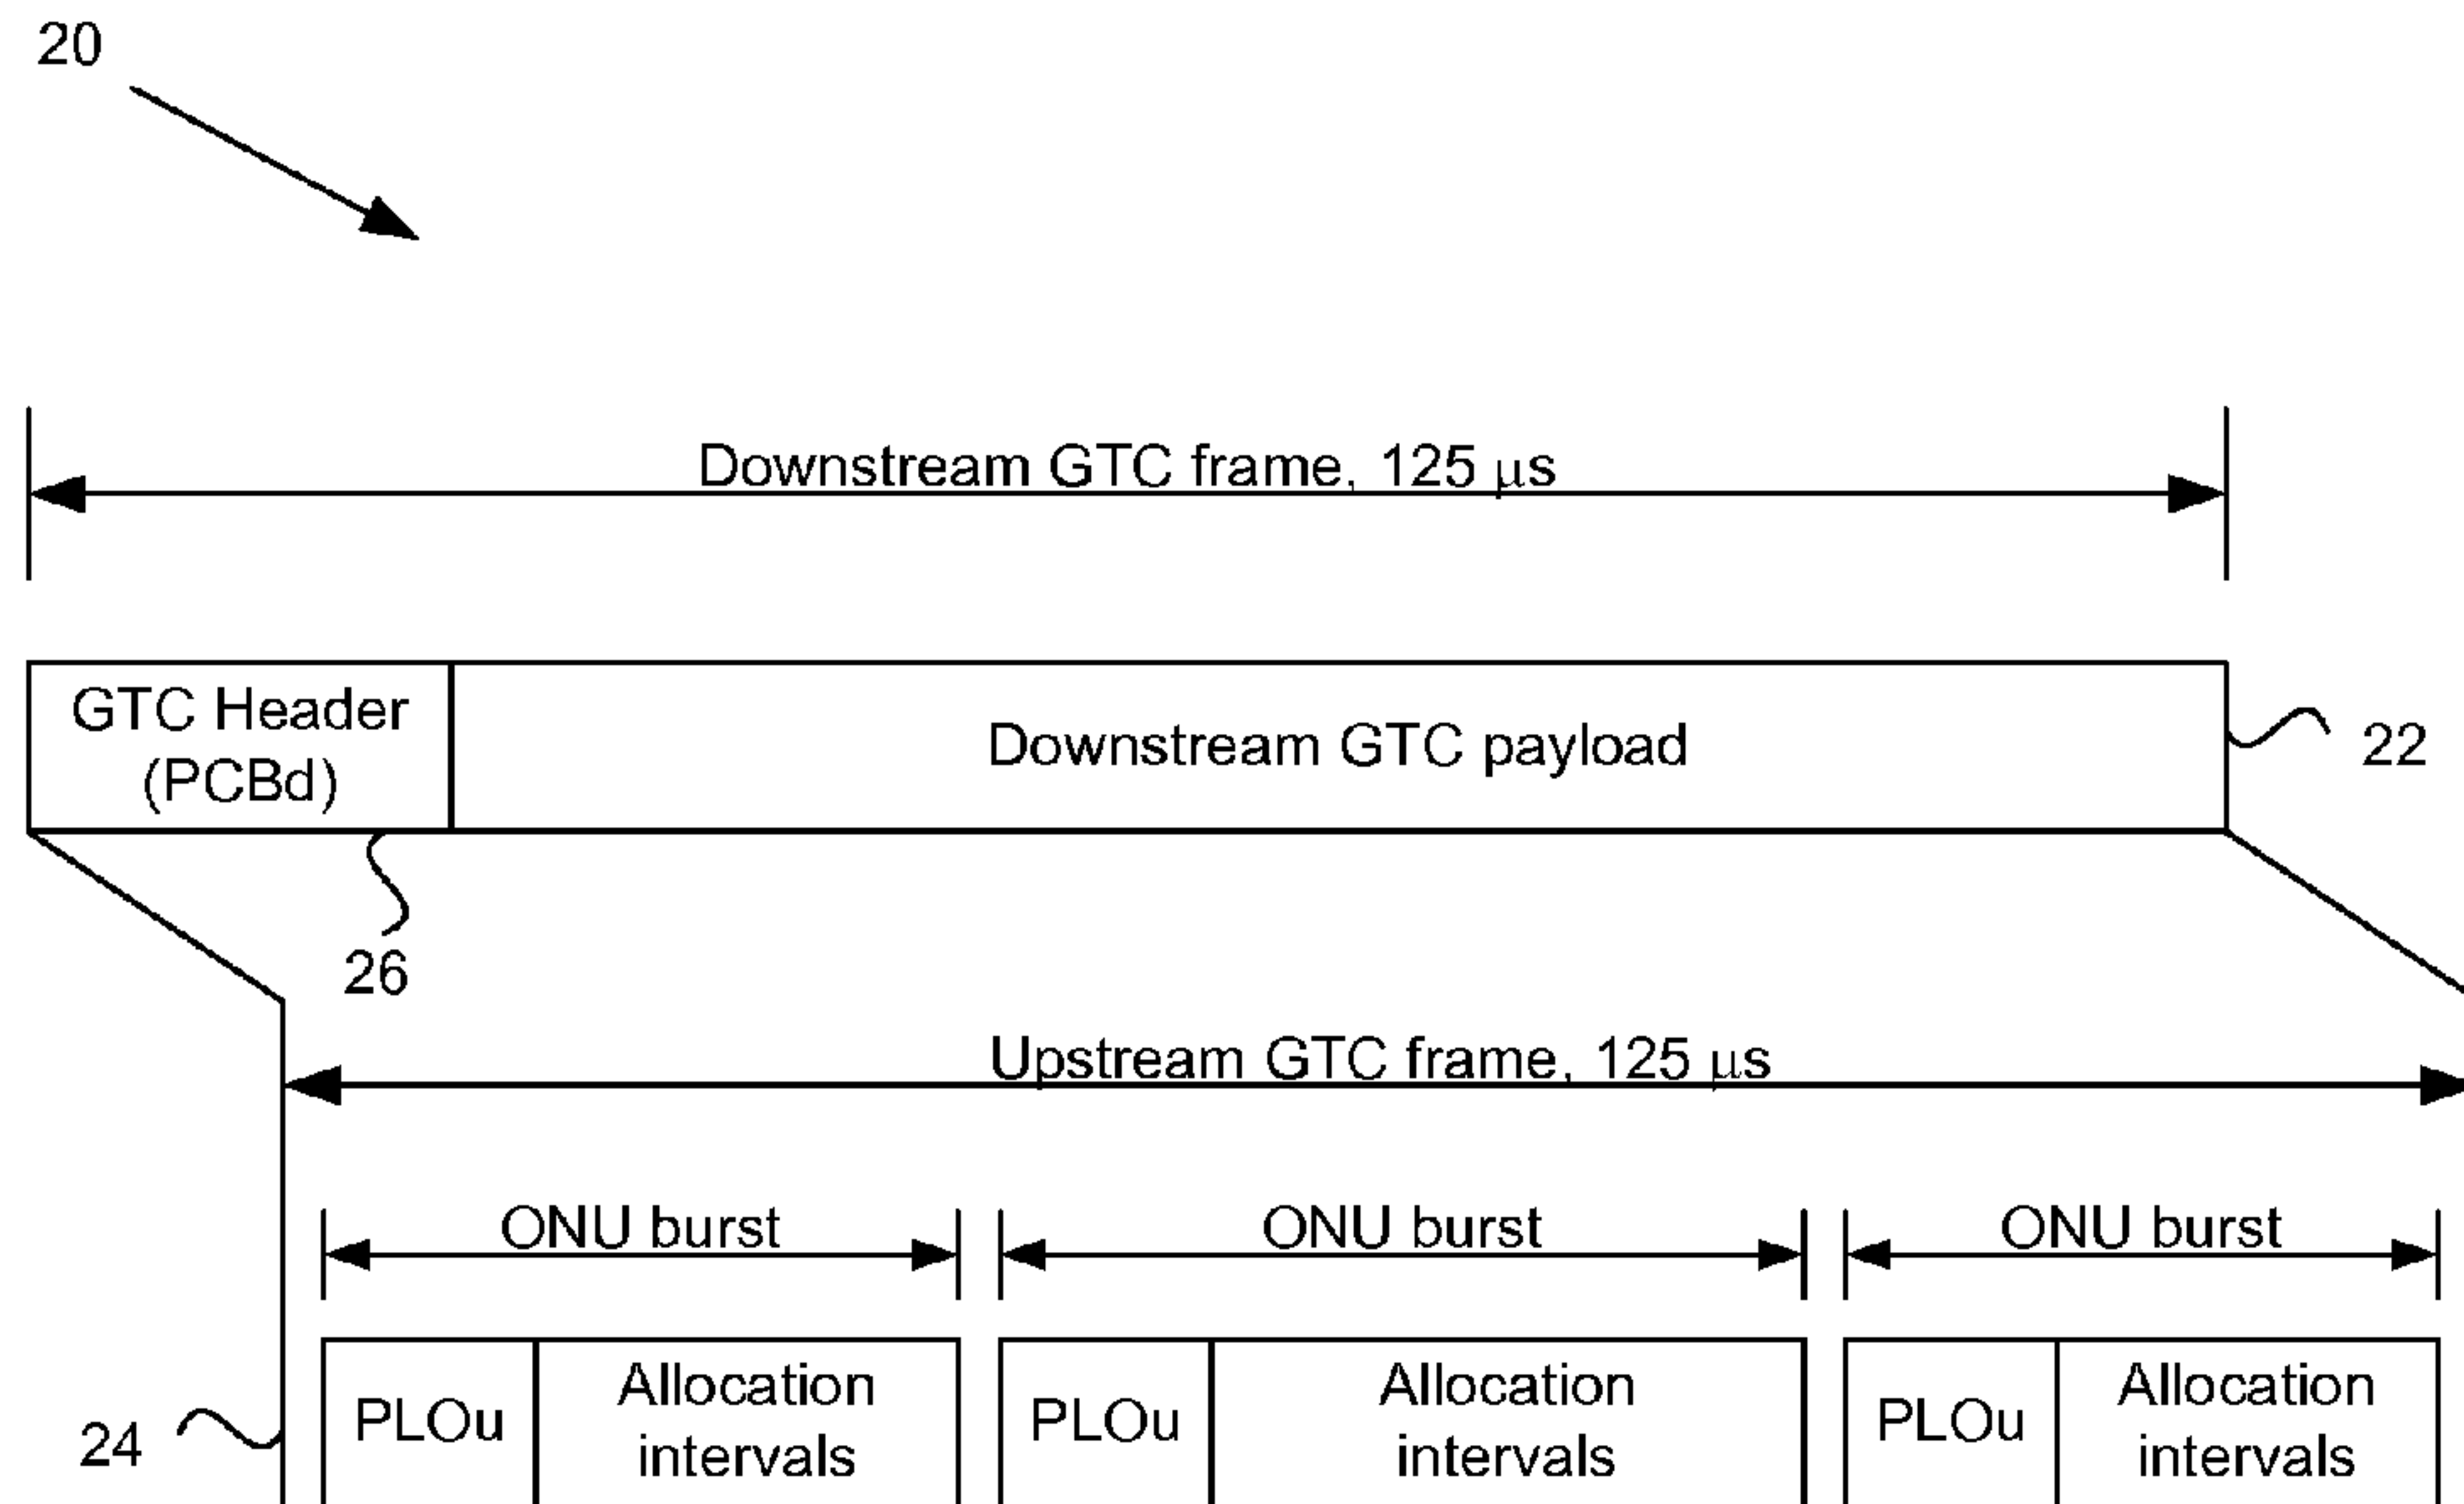 20
Downstream GTC frame, 125 μs
GTC Header
(PCBd)
Downstream GTC payload
22
26
Upstream GTC frame, 125 μs
ONU burst
ONU burst
ONU burst
PLOu
Allocation
intervals
PLOu
Allocation
intervals
PLOu
Allocation
intervals
24